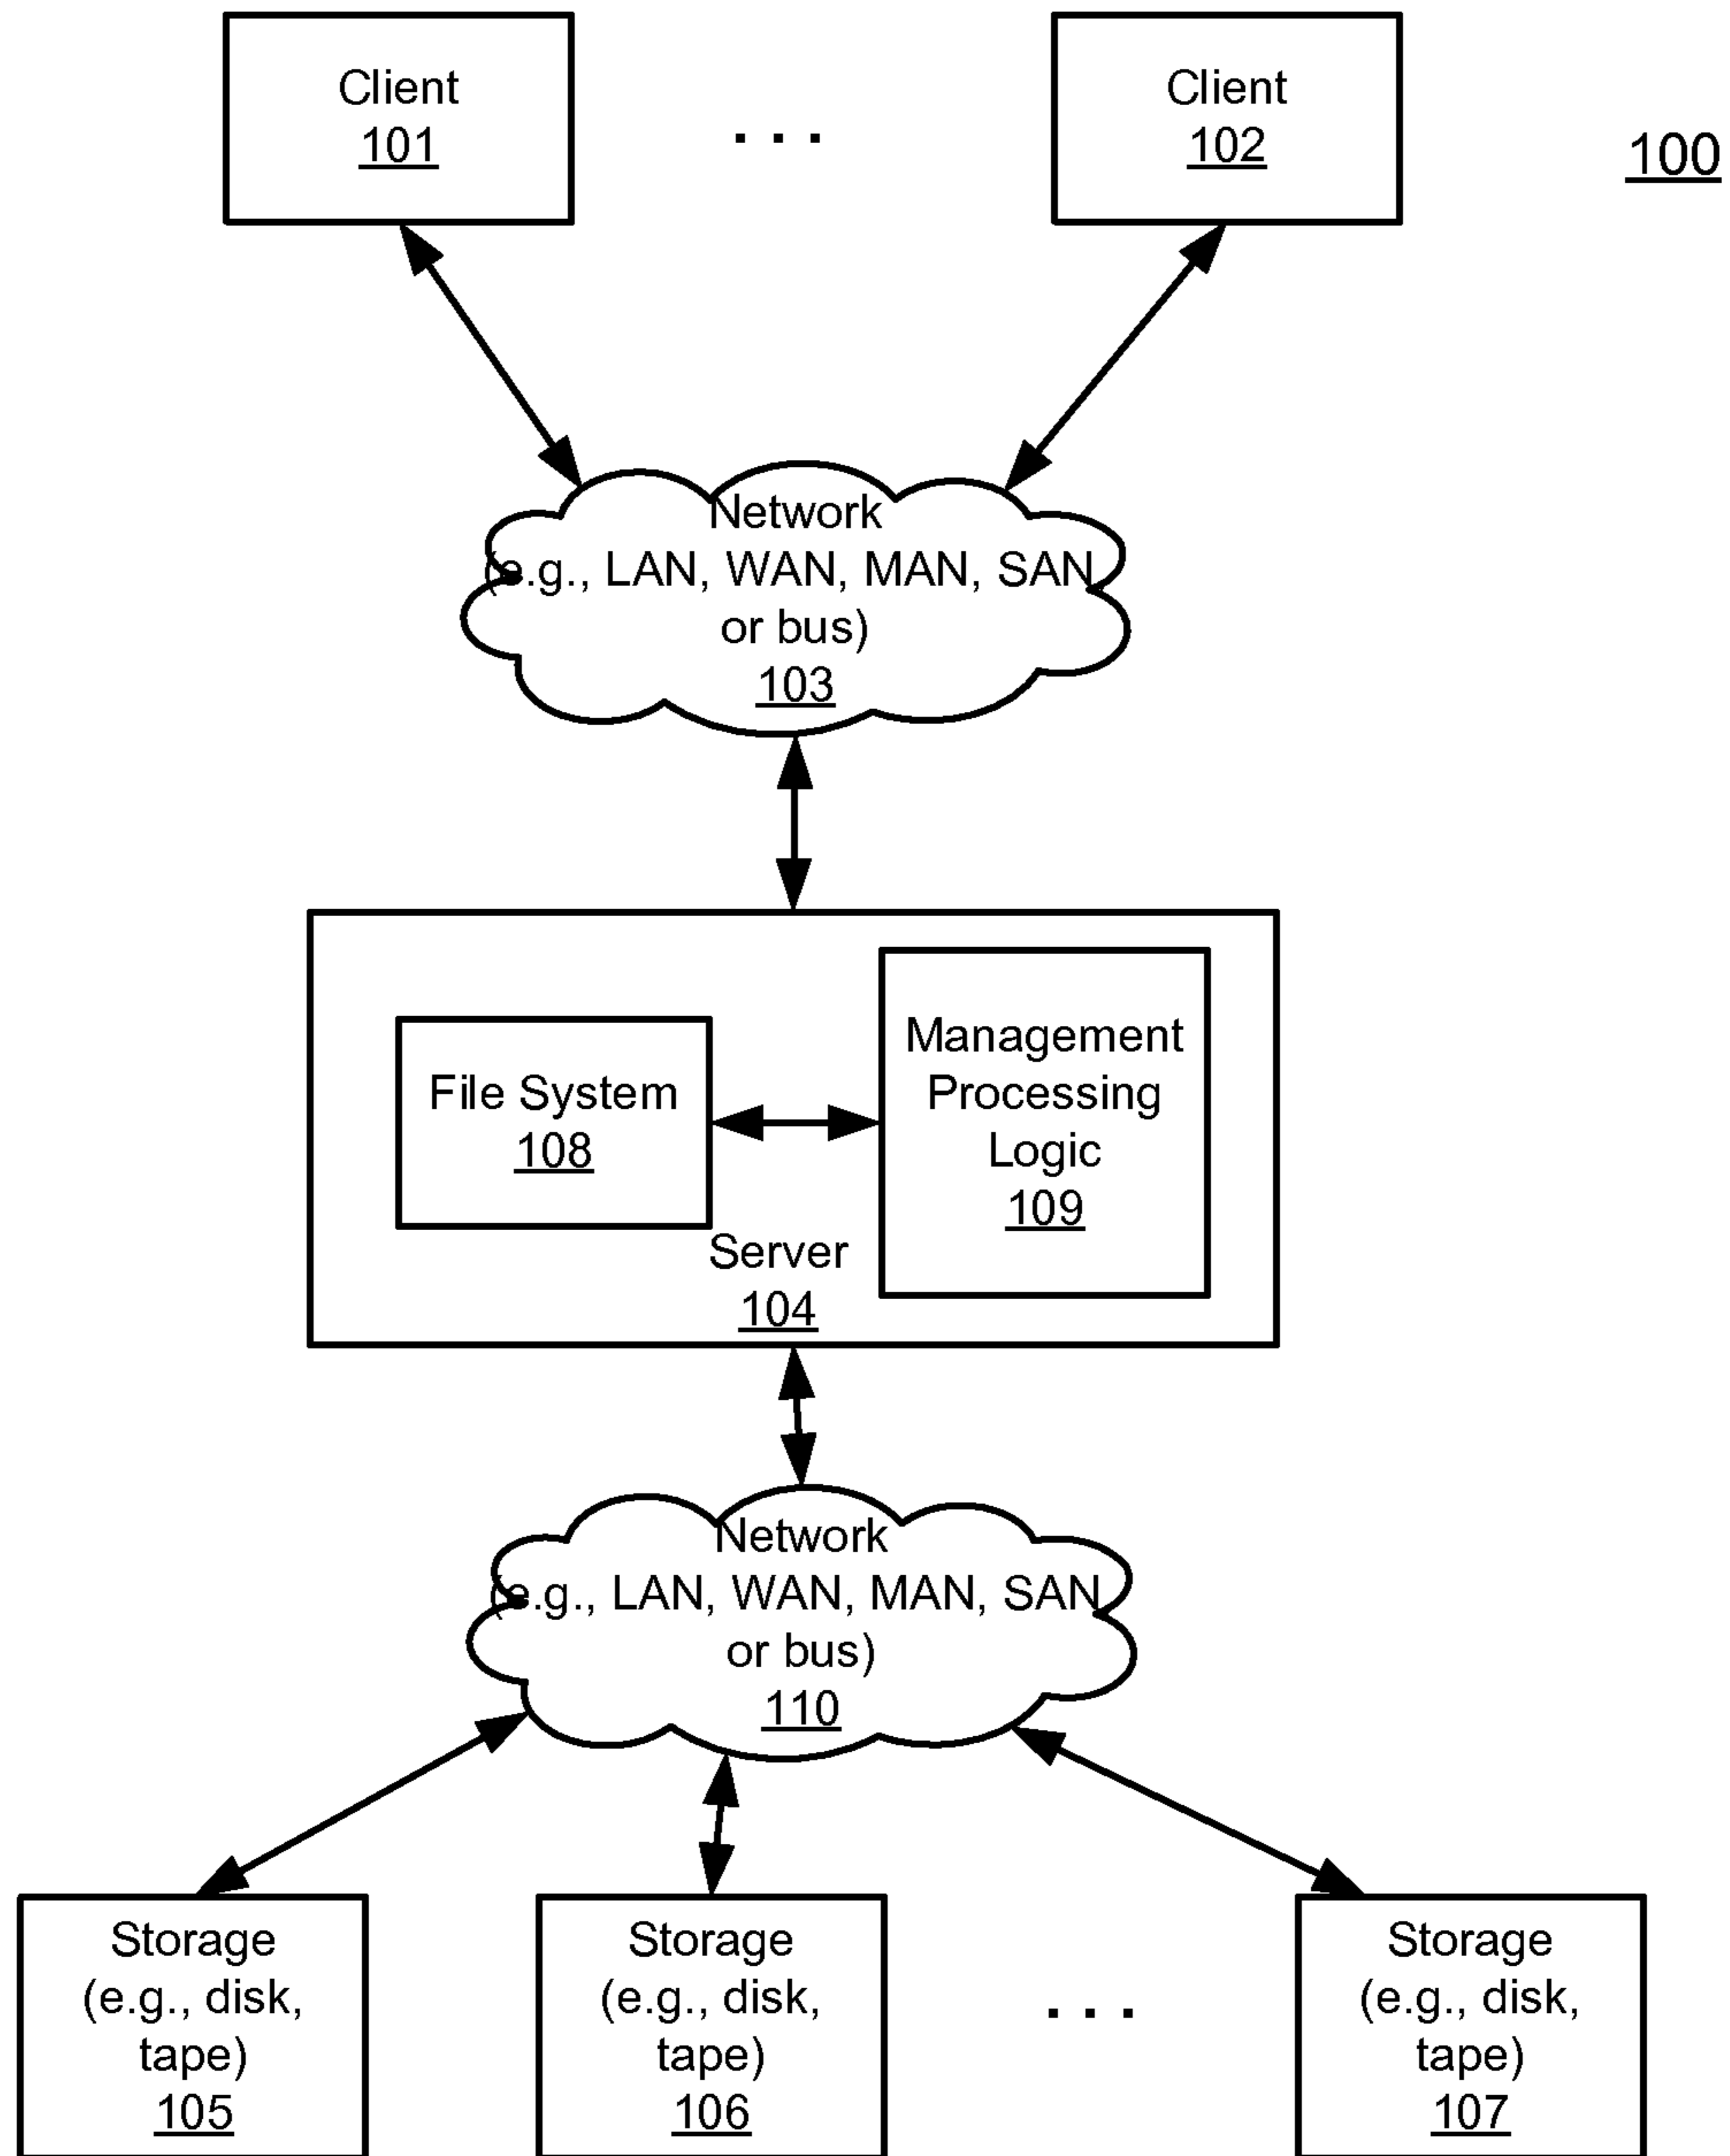 Client
101
. . .
Client
102
100
Network
(e.g., LAN, WAN, MAN, SAN
or bus)
103
File System
108
Management
Processing
Logic
109
Server
104
Network
(e.g., LAN, WAN, MAN, SAN
or bus)
110
Storage
(e.g., disk,
tape)
105
Storage
(e.g., disk,
tape)
106
. . .
Storage
(e.g., disk,
tape)
107